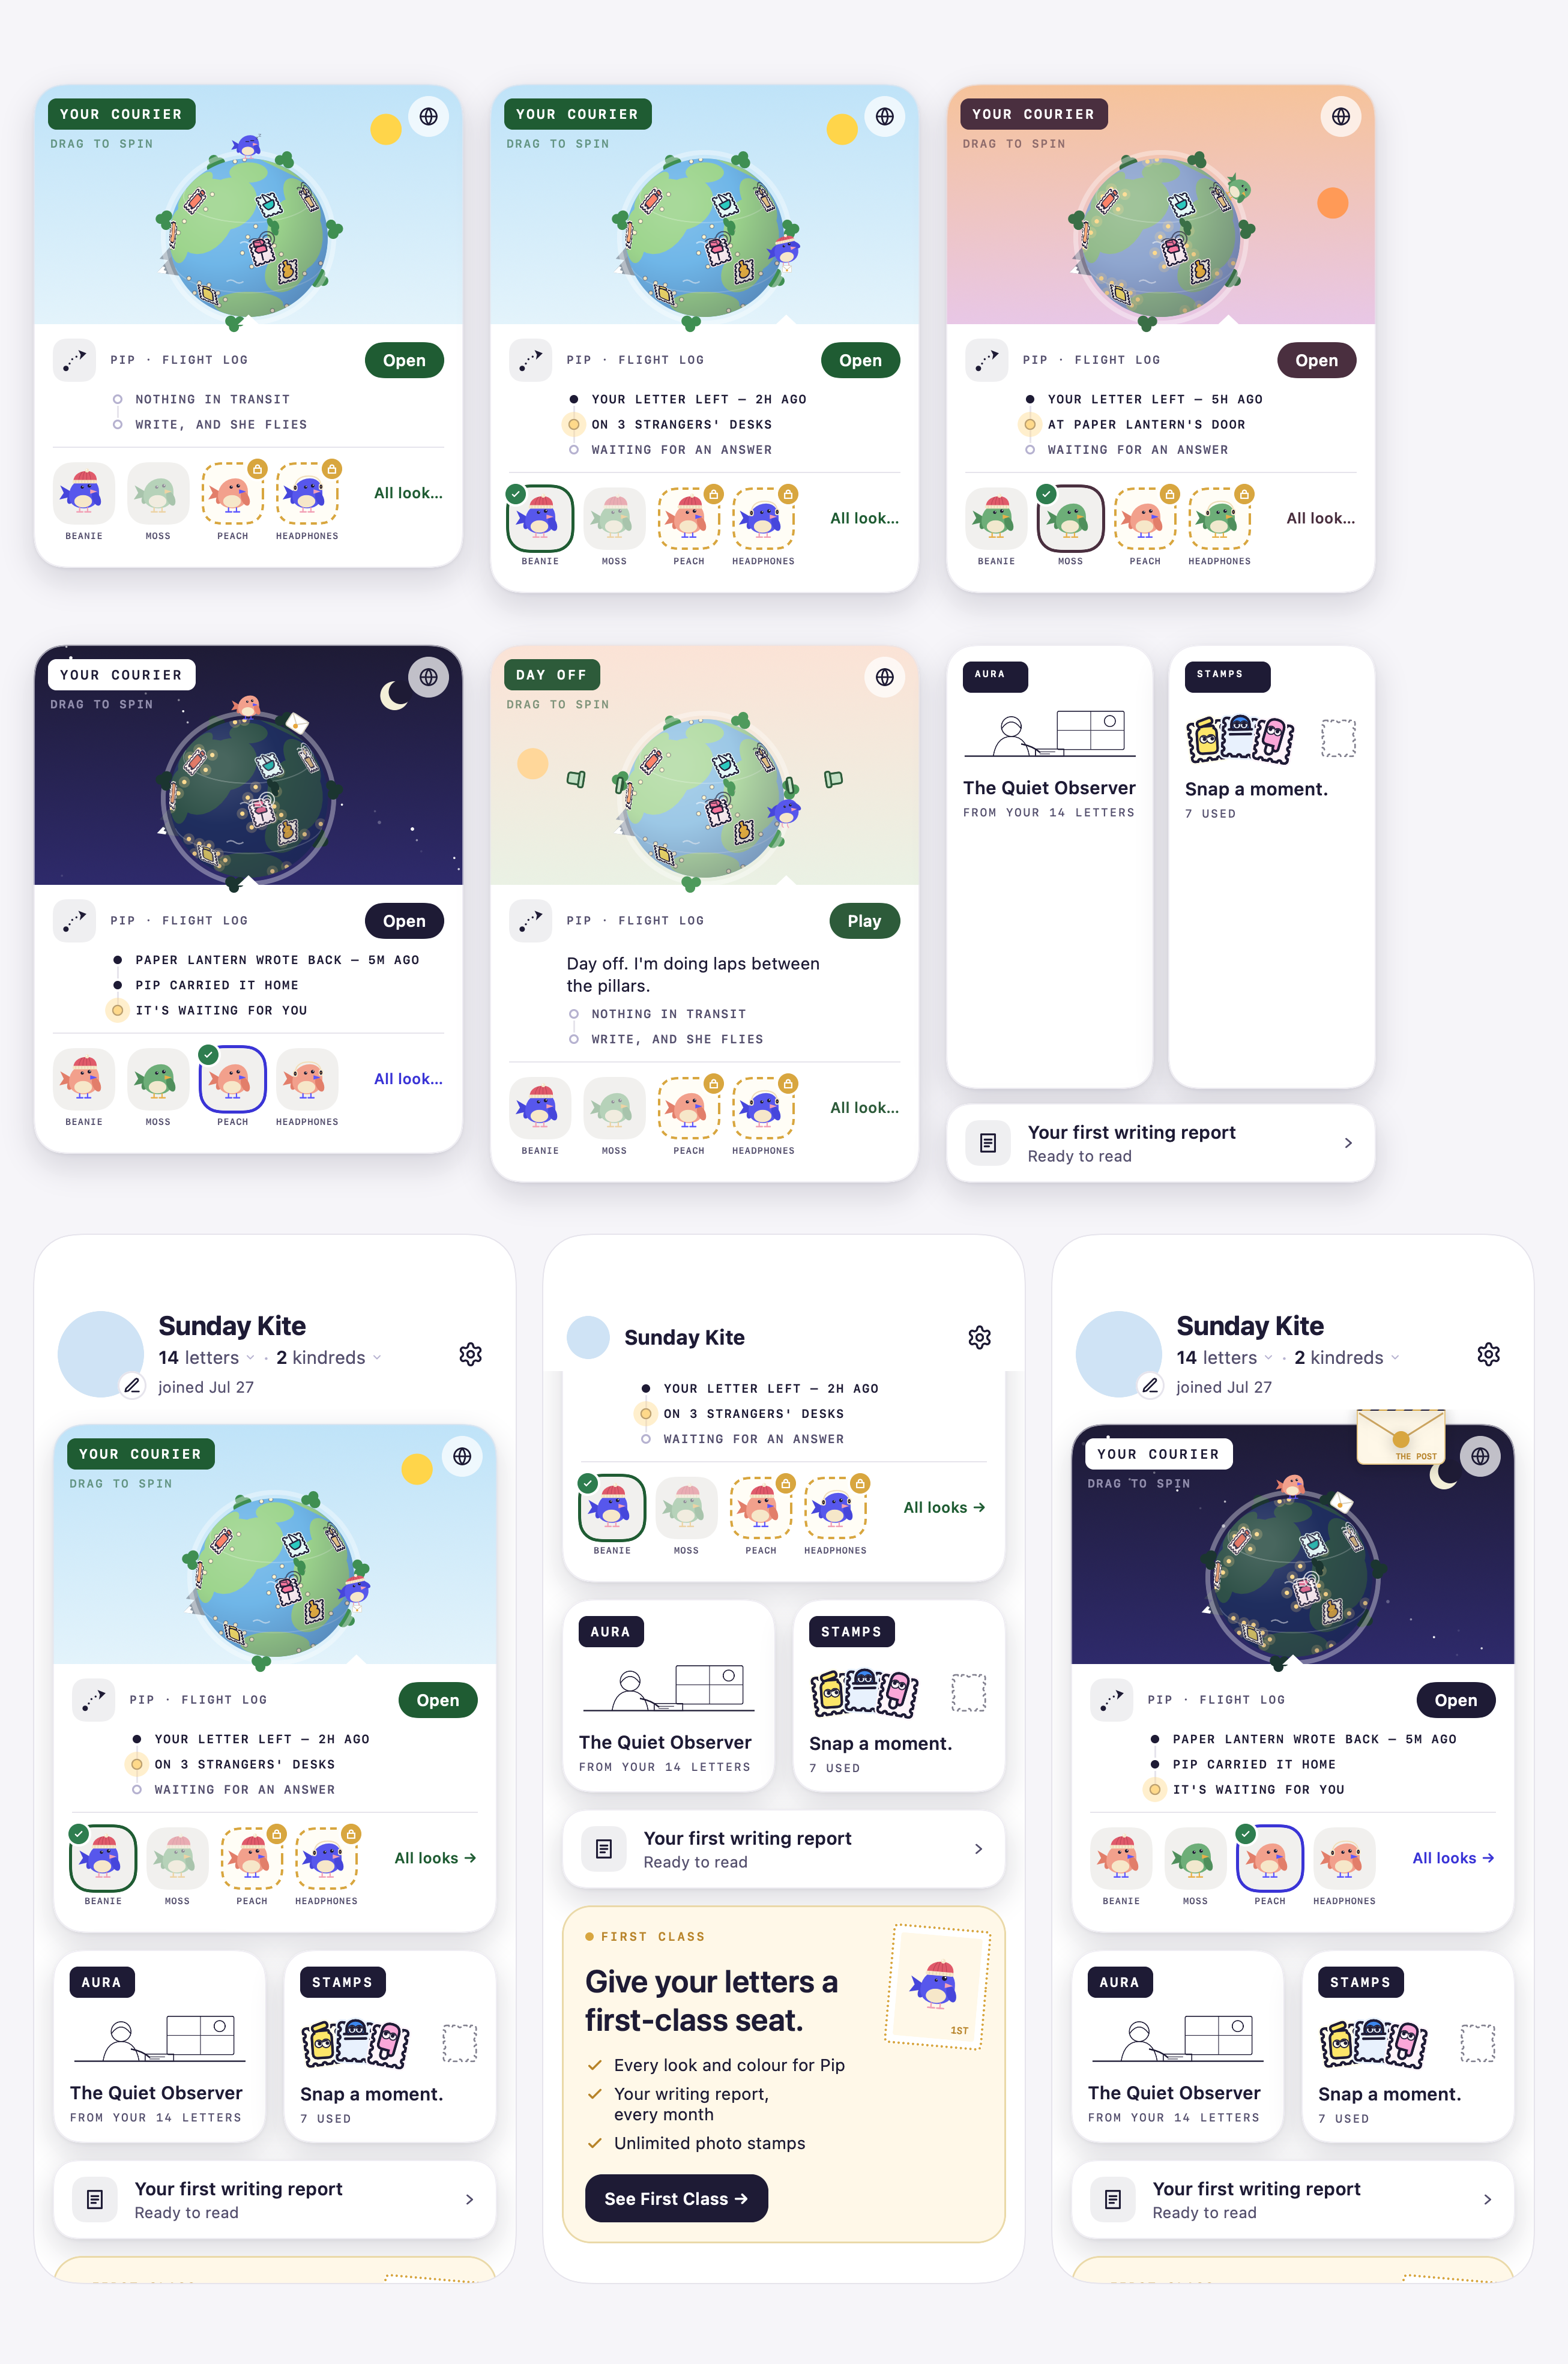 YOUR COURIER
DRAG TO SPIN
PIP · FLIGHT LOG
Open
NOTHING IN TRANSIT
WRITE, AND SHE FLIES
All look...
BEANIE
MOSS
PEACH
HEADPHONES
YOUR COURIER
DRAG TO SPIN
PIP · FLIGHT LOG
Open
YOUR LETTER LEFT — 2H AGO
ON 3 STRANGERS' DESKS
WAITING FOR AN ANSWER
All look...
BEANIE
MOSS
PEACH
HEADPHONES
YOUR COURIER
DRAG TO SPIN
PIP · FLIGHT LOG
Open
YOUR LETTER LEFT — 5H AGO
AT PAPER LANTERN'S DOOR
WAITING FOR AN ANSWER
All look...
BEANIE
MOSS
PEACH
HEADPHONES
YOUR COURIER
DRAG TO SPIN
PIP · FLIGHT LOG
Open
PAPER LANTERN WROTE BACK — 5M AGO
PIP CARRIED IT HOME
IT'S WAITING FOR YOU
All look...
BEANIE
MOSS
PEACH
HEADPHONES
DAY OFF
DRAG TO SPIN
PIP · FLIGHT LOG
Play
Day off. I'm doing laps between
the pillars.
NOTHING IN TRANSIT
WRITE, AND SHE FLIES
All look...
BEANIE
MOSS
PEACH
HEADPHONES
AURA
The Quiet Observer
FROM YOUR 14 LETTERS
STAMPS
Snap a moment.
7 USED
Your first writing report
Ready to read
Sunday Kite
14 letters · 2 kindreds
joined Jul 27
YOUR COURIER
DRAG TO SPIN
PIP · FLIGHT LOG
Open
YOUR LETTER LEFT — 2H AGO
ON 3 STRANGERS' DESKS
WAITING FOR AN ANSWER
All looks →
BEANIE
MOSS
PEACH
HEADPHONES
AURA
The Quiet Observer
FROM YOUR 14 LETTERS
STAMPS
Snap a moment.
7 USED
Your first writing report
Ready to read
Sunday Kite
YOUR LETTER LEFT — 2H AGO
ON 3 STRANGERS' DESKS
WAITING FOR AN ANSWER
All looks →
BEANIE
MOSS
PEACH
HEADPHONES
AURA
The Quiet Observer
FROM YOUR 14 LETTERS
STAMPS
Snap a moment.
7 USED
Your first writing report
Ready to read
FIRST CLASS
Give your letters a
first-class seat.
1ST
Every look and colour for Pip
Your writing report,
every month
Unlimited photo stamps
See First Class →
Sunday Kite
14 letters · 2 kindreds
joined Jul 27
THE POST
YOUR COURIER
DRAG TO SPIN
PIP · FLIGHT LOG
Open
PAPER LANTERN WROTE BACK — 5M AGO
PIP CARRIED IT HOME
IT'S WAITING FOR YOU
All looks →
BEANIE
MOSS
PEACH
HEADPHONES
AURA
The Quiet Observer
FROM YOUR 14 LETTERS
STAMPS
Snap a moment.
7 USED
Your first writing report
Ready to read